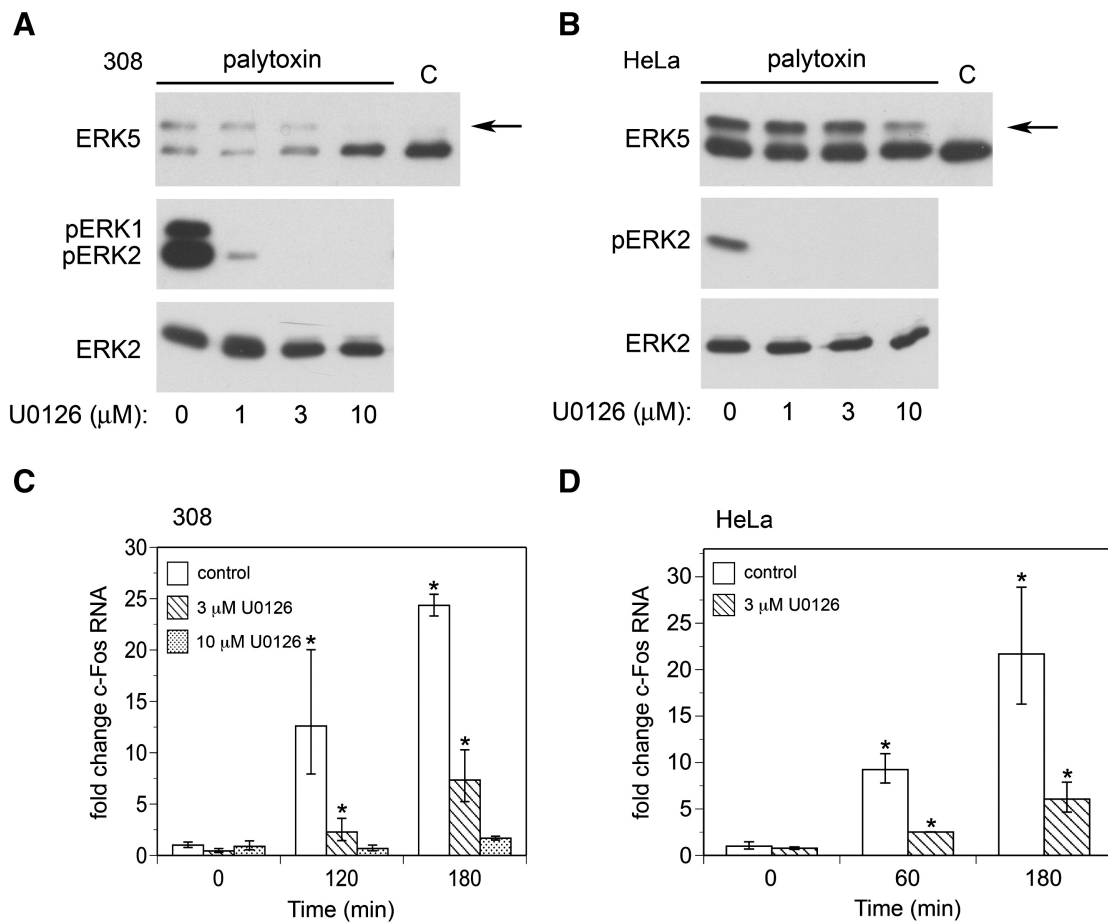 A
308
palytoxin
C
ERK5
pERK1
pERK2
ERK2
U0126 (μM): 0 1 3 10
B
HeLa
palytoxin
C
ERK5
pERK2
ERK2
U0126 (μM): 0 1 3 10
C
308
fold change c-Fos RNA
30
25
20
15
10
5
0
control
3 μM U0126
10 μM U0126
*
*
*
*
0 120 180
Time (min)
D
HeLa
fold change c-Fos RNA
30
25
20
15
10
5
0
control
3 μM U0126
*
*
*
*
0 60 180
Time (min)